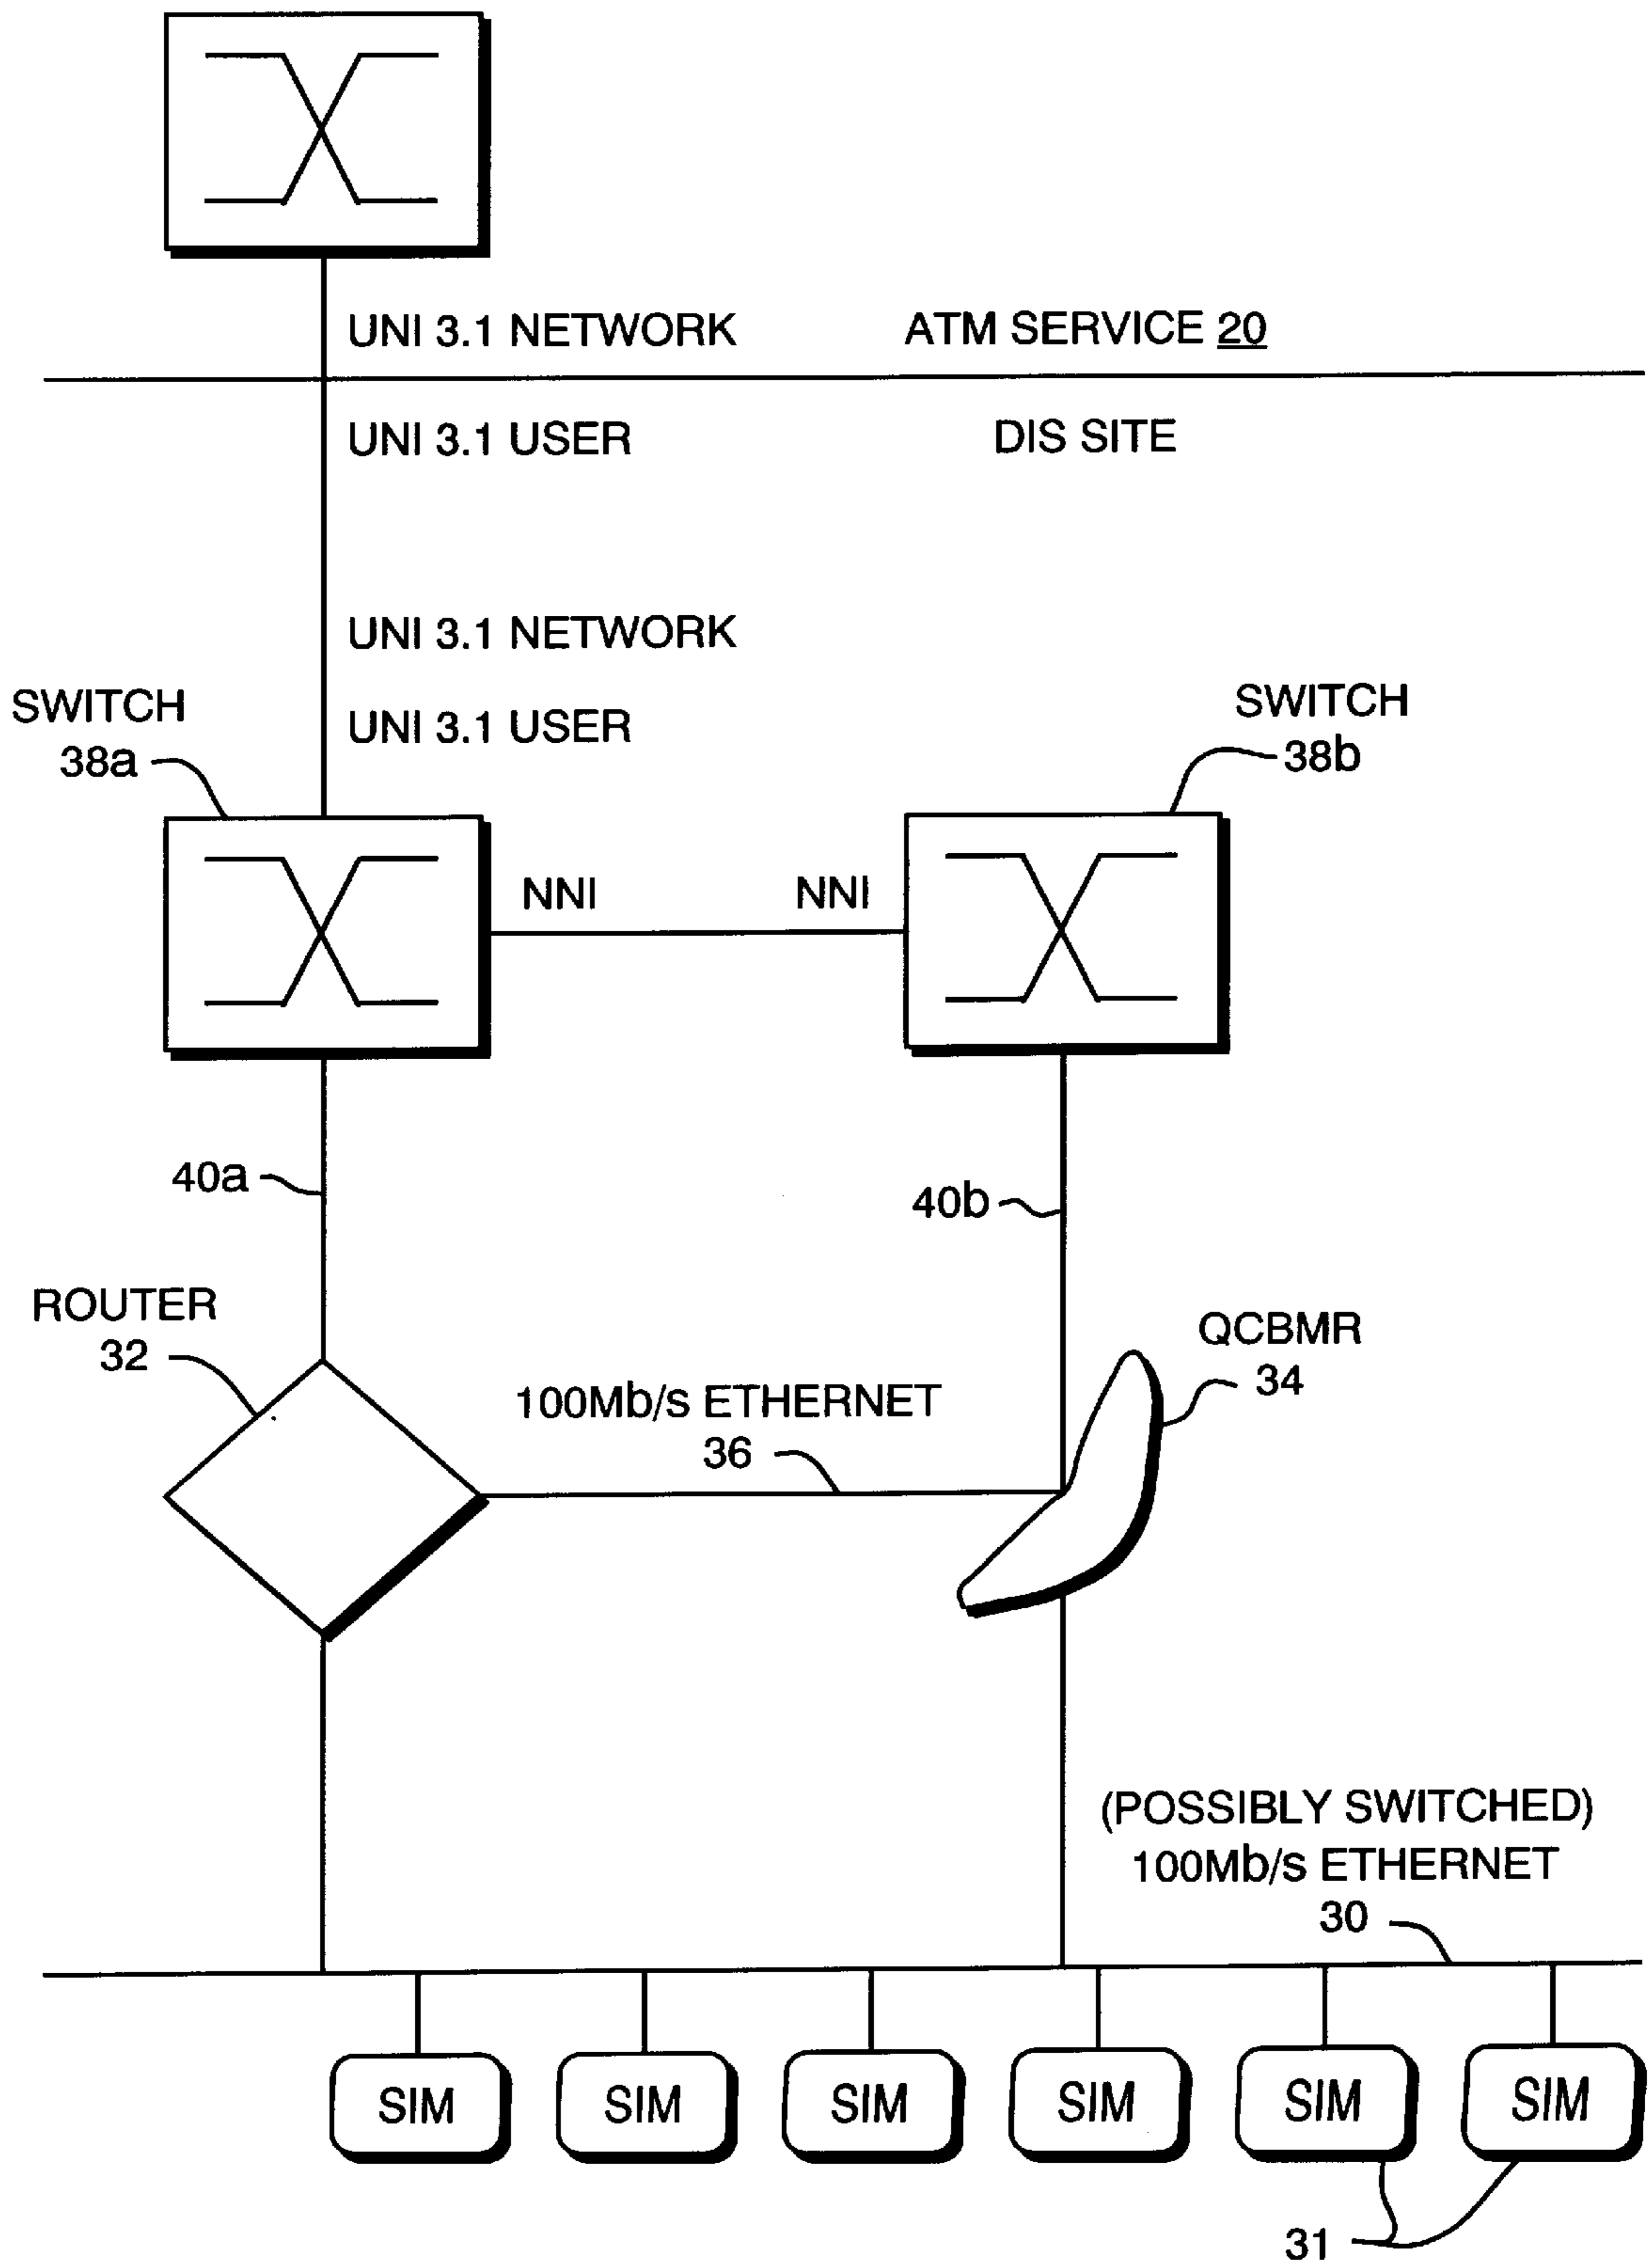 UNI 3.1 NETWORK
ATM SERVICE 20
UNI 3.1 USER
DIS SITE
UNI 3.1 NETWORK
UNI 3.1 USER
SWITCH
38a
SWITCH
38b
NNI
NNI
40a
40b
ROUTER
32
100Mb/s ETHERNET
36
QCBMR
34
(POSSIBLY SWITCHED)
100Mb/s ETHERNET
30
SIM
SIM
SIM
SIM
SIM
SIM
31